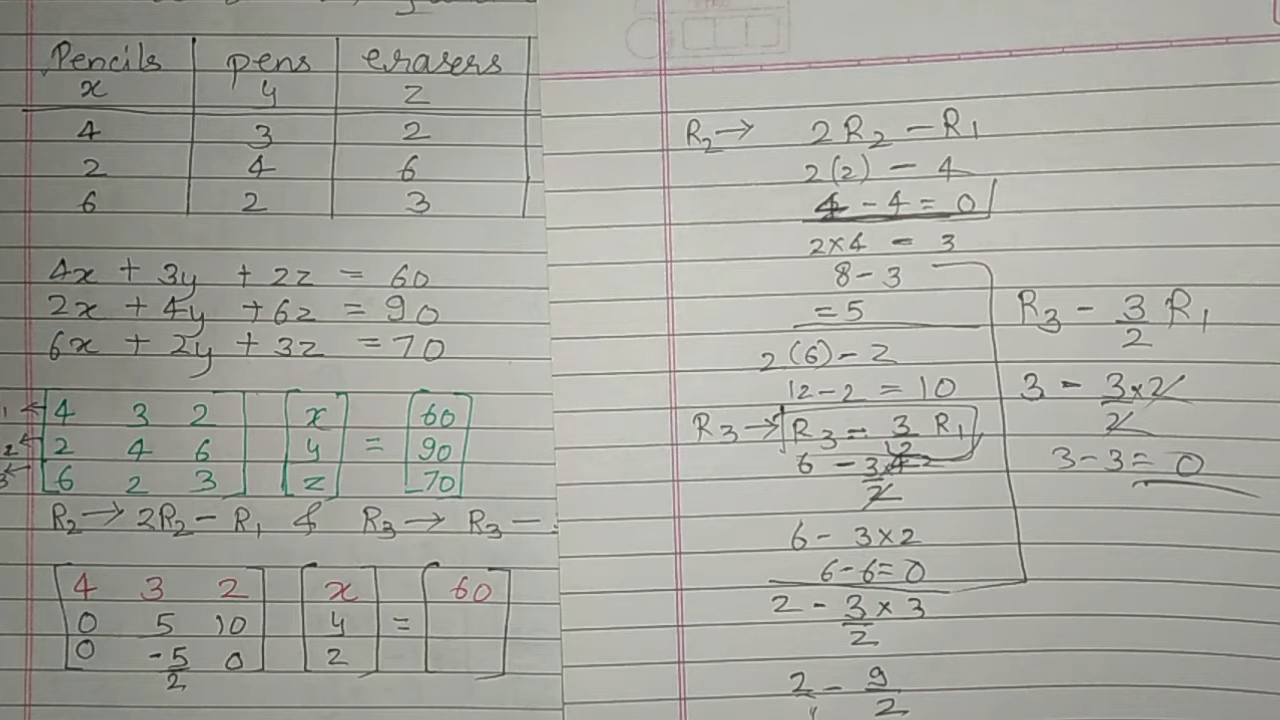 Pencils pens erasers
x y z
4 3 2
2 4 6
6 2 3
4x + 3y + 2z = 60
2x + 4y + 6z = 90
6x + 2y + 3z = 70
1 ← [4 3 2] [x] = [60]
2 ← [2 4 6] [y] = [90]
3 ← [6 2 3] [z] = [70]
R₂ → 2R₂ - R₁ & R₃ → R₃ -
[4 3 2] [x] = [60]
[0 5 10] [y] = [ ]
[0 -5/2 0] [z] = [ ]
R₂ → 2R₂ - R₁
2(2) - 4
4 - 4 = 0
2×4 - 3
8 - 3
= 5
2(6) - 2
12 - 2 = 10
R₃ → R₃ - 3/2 R₁
6 - 3×4/2
6 - 3×2
6 - 6 = 0
2 - 3/2 × 3
2 - 9/2
R₃ - 3/2 R₁
3 - 3×2/2
3 - 3 = 0